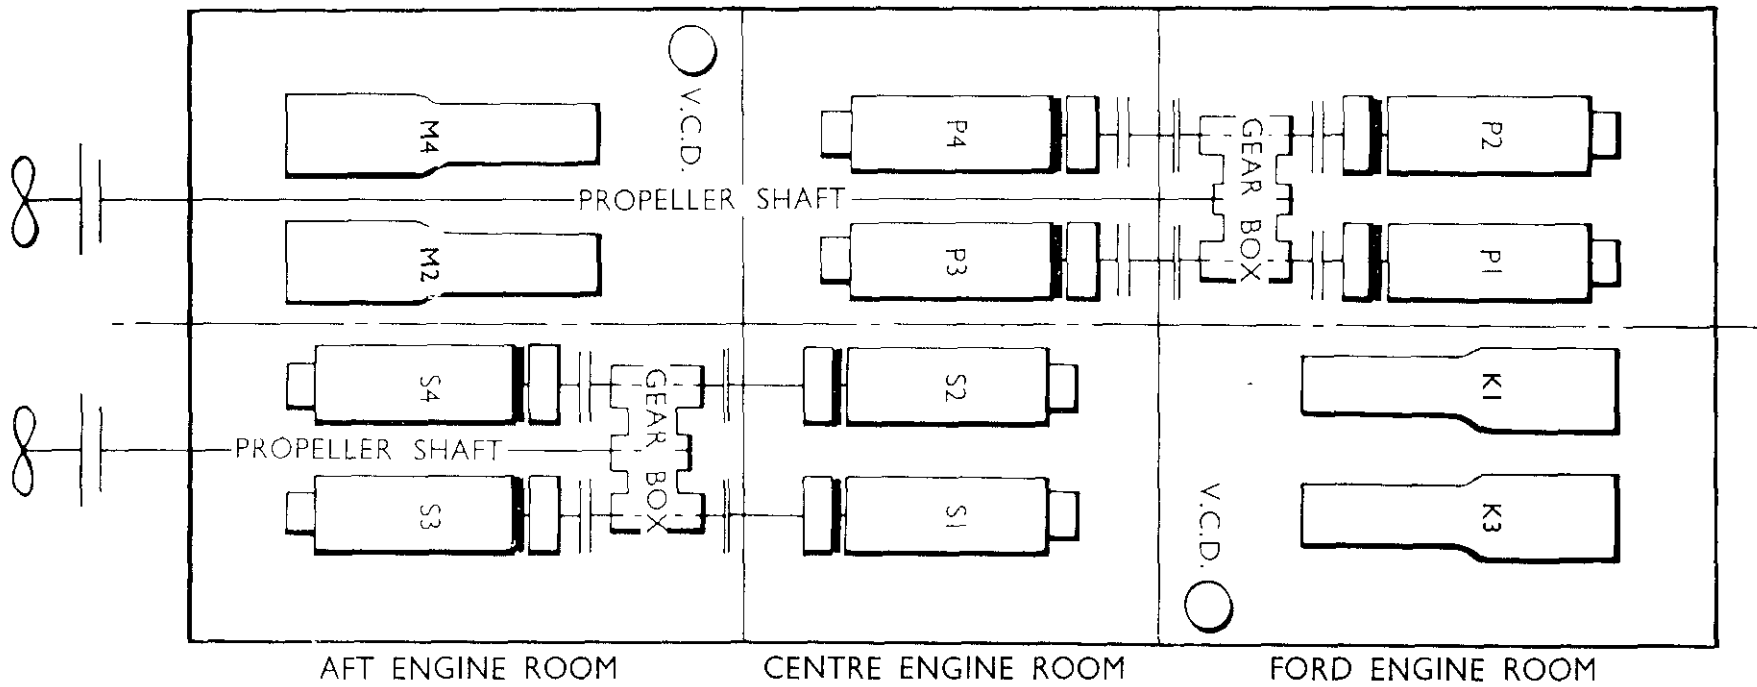 M4
V.C.D.
P4
GEAR BOX
P2
PROPELLER SHAFT
M2
P3
P1
S4
GEAR BOX
S2
K1
PROPELLER SHAFT
S3
S1
V.C.D.
K3
AFT ENGINE ROOM
CENTRE ENGINE ROOM
FORD ENGINE ROOM